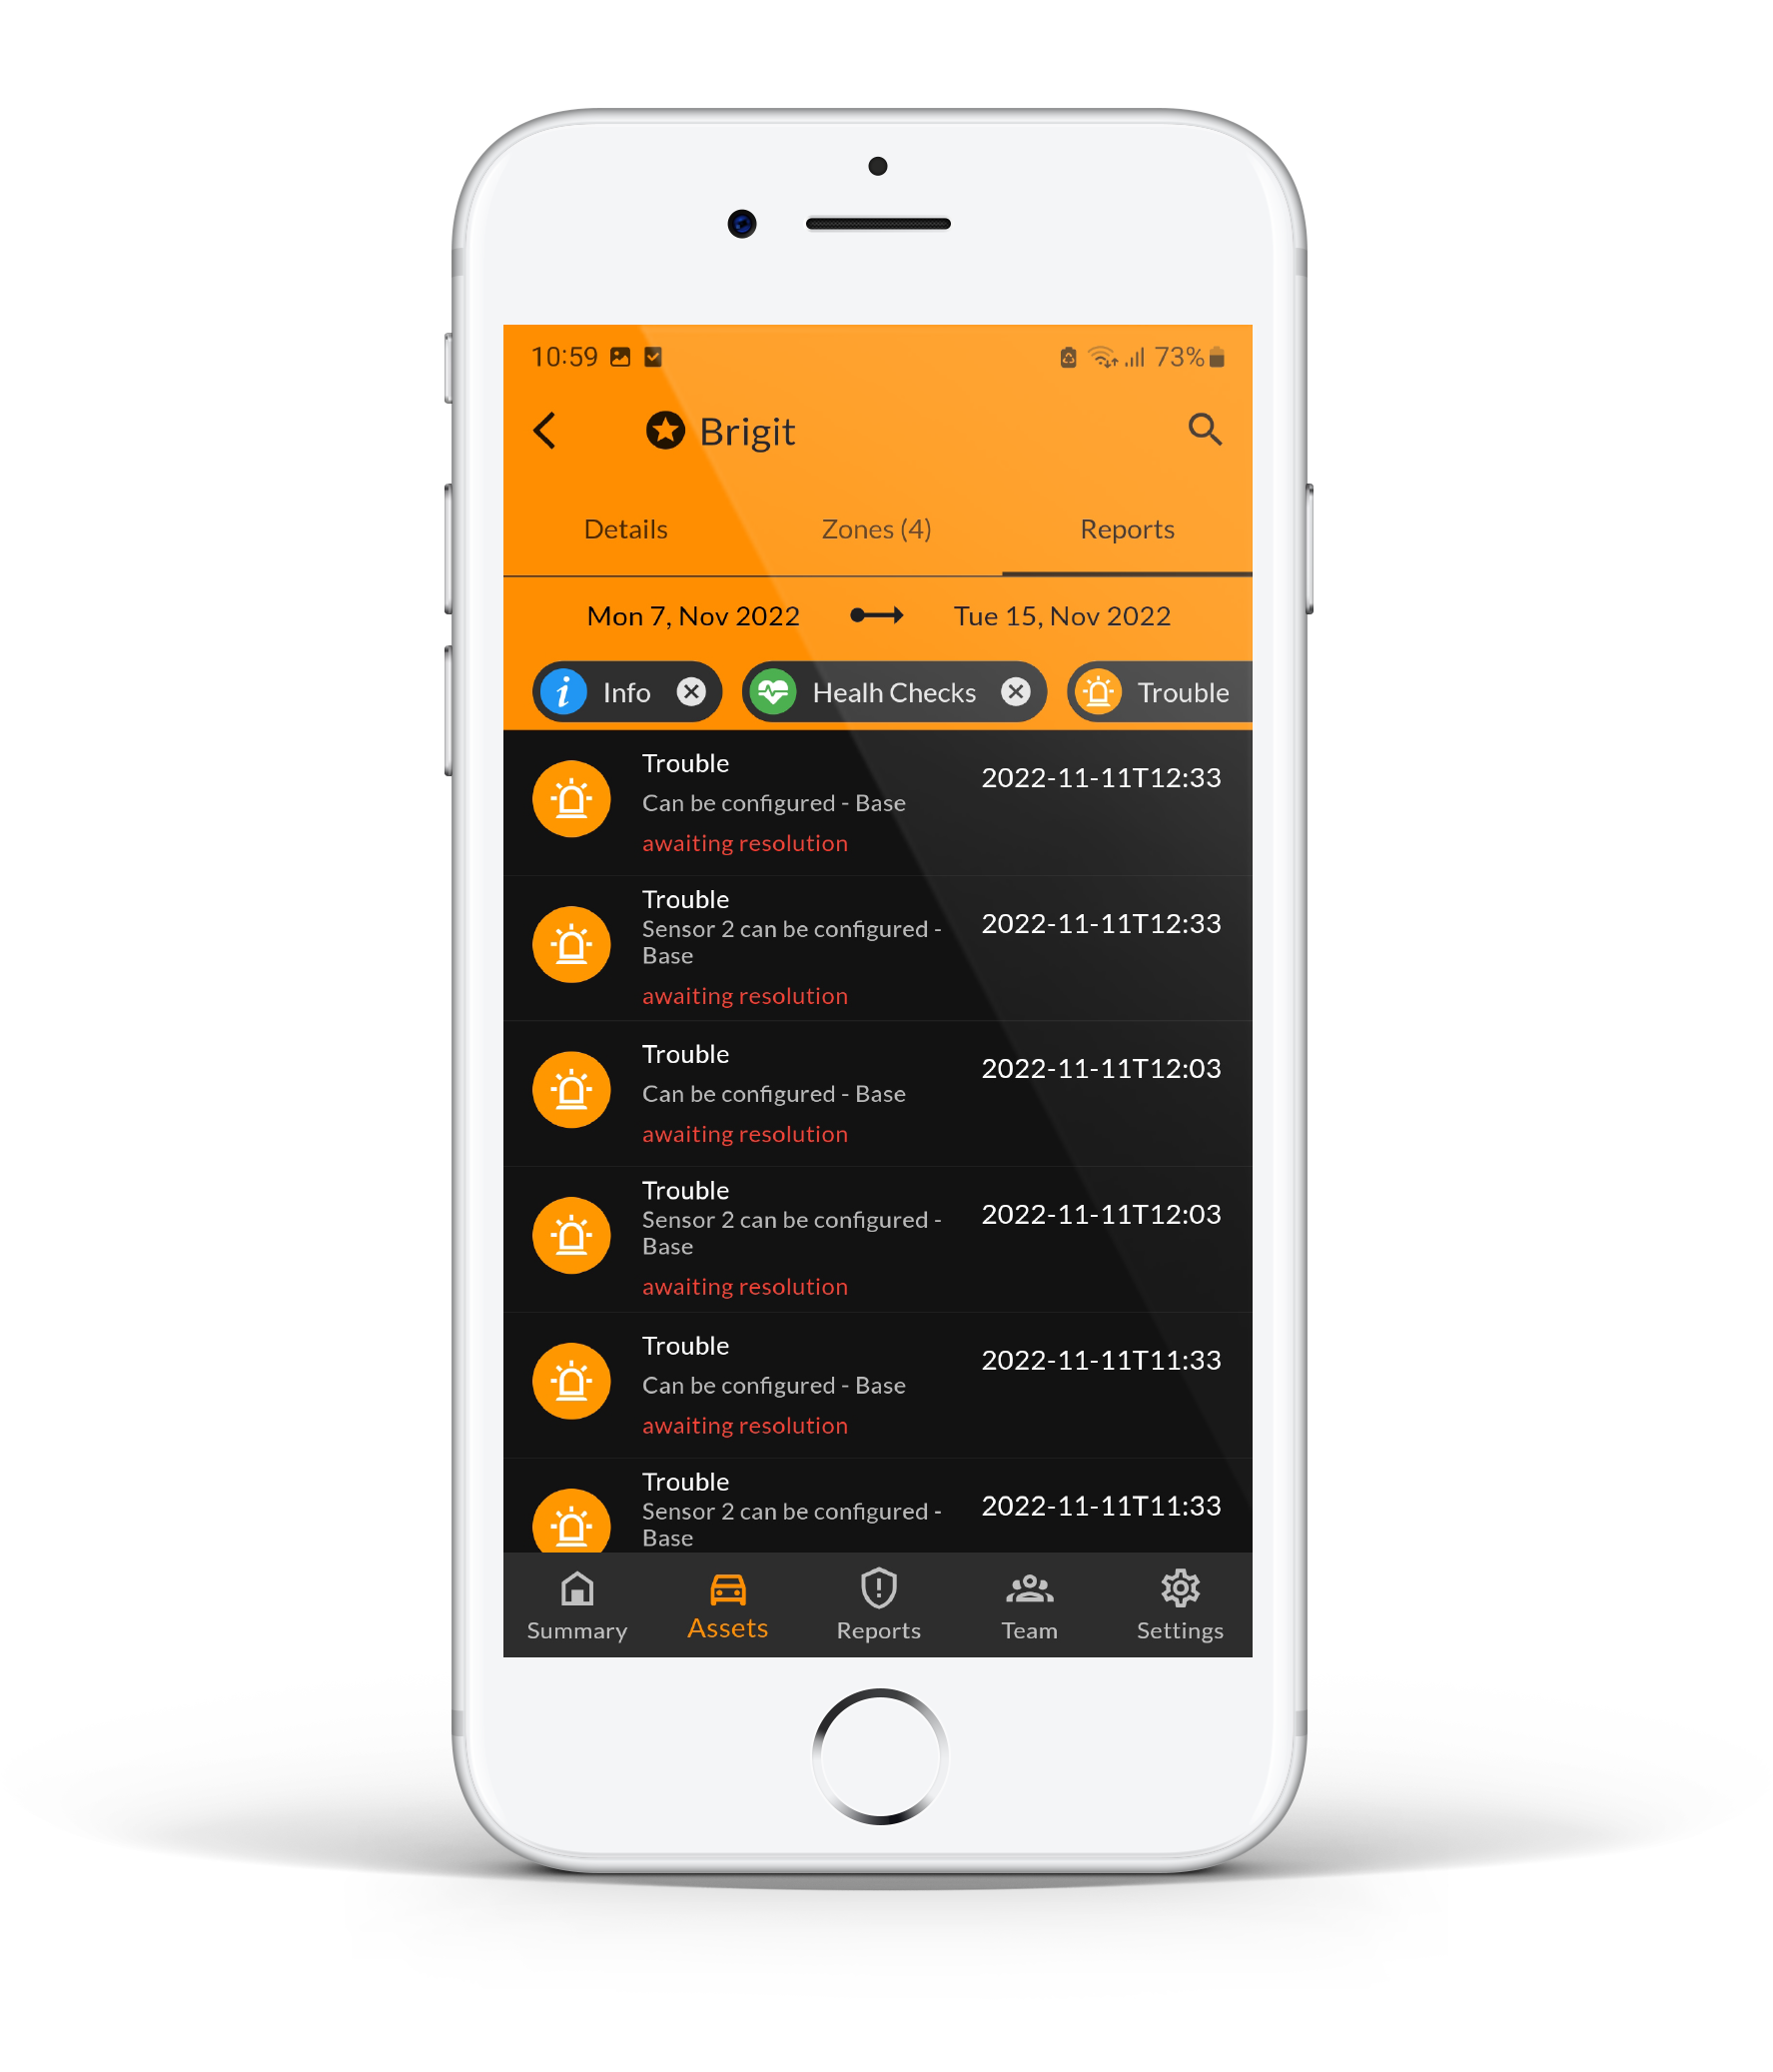 10:59
73%
Brigit
Details
Zones (4)
Reports
Mon 7, Nov 2022
Tue 15, Nov 2022
Info
Healh Checks
Trouble
Trouble
2022-11-11T12:33
Can be configured - Base
awaiting resolution
Trouble
2022-11-11T12:33
Sensor 2 can be configured -
Base
awaiting resolution
Trouble
2022-11-11T12:03
Can be configured - Base
awaiting resolution
Trouble
2022-11-11T12:03
Sensor 2 can be configured -
Base
awaiting resolution
Trouble
2022-11-11T11:33
Can be configured - Base
awaiting resolution
Trouble
2022-11-11T11:33
Sensor 2 can be configured -
Base
Summary
Assets
Reports
Team
Settings